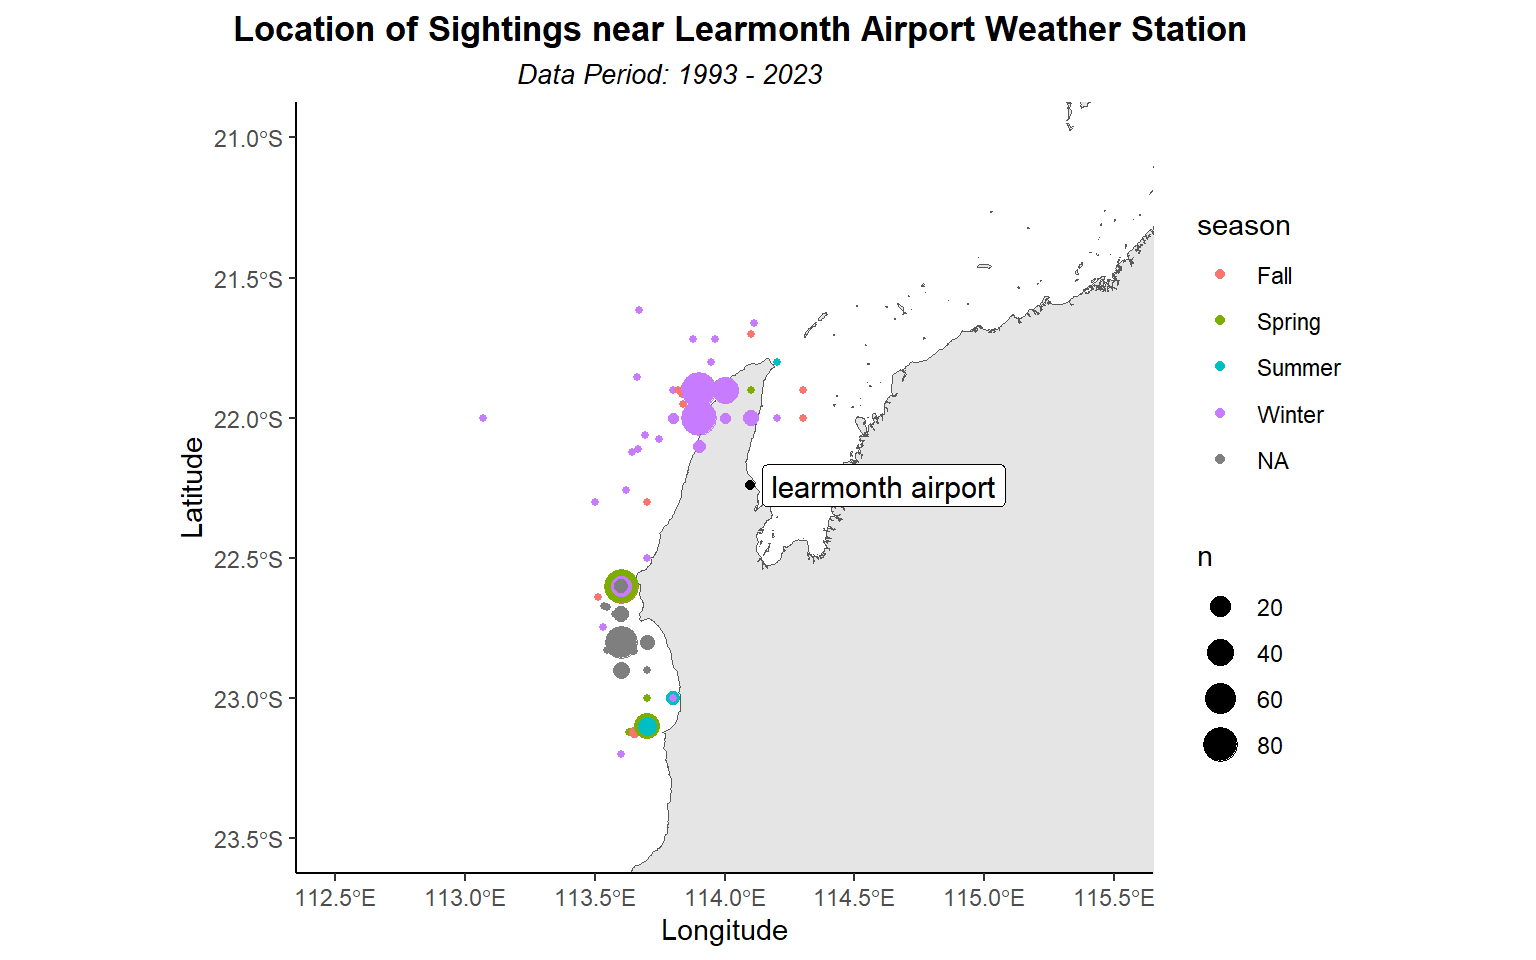 Location of Sightings near Learmonth Airport Weather Station
Data Period: 1993 - 2023
21.0°S
21.5°S
22.0°S
22.5°S
23.0°S
23.5°S
Latitude
learmonth airport
112.5°E
113.0°E
113.5°E
114.0°E
114.5°E
115.0°E
115.5°E
Longitude
season
Fall
Spring
Summer
Winter
NA
n
20
40
60
80